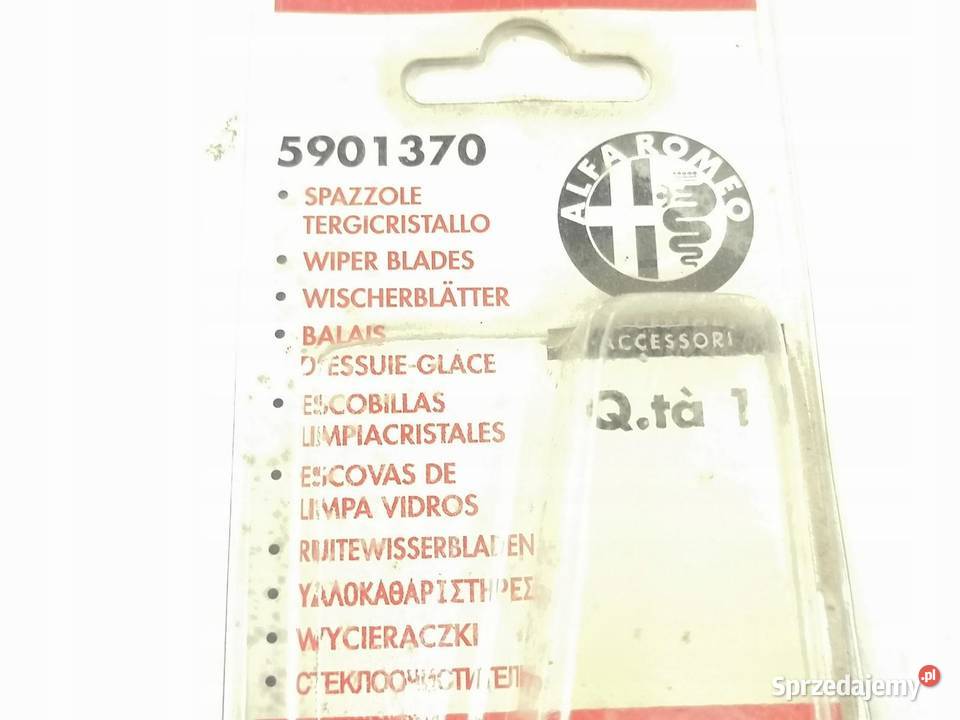 5901370
• SPAZZOLE
TERGICRISTALLO
• WIPER BLADES
• WISCHERBLÄTTER
• BALAIS
D'ESSUIE-GLACE
• ESCOBILLAS
LIMPIACRISTALES
• ESCOVAS DE
LIMPA VIDROS
• RUITEWISSERBLADEN
• ΥΑΛΟΚΑΘΑΡΙΣΤΗΡΕΣ
• WYCIERACZKI
• СТЕКЛООЧИСТИТЕЛИ
ALFA ROMEO
ACCESSORI
Q.tà 1
Sprzedajemy.pl